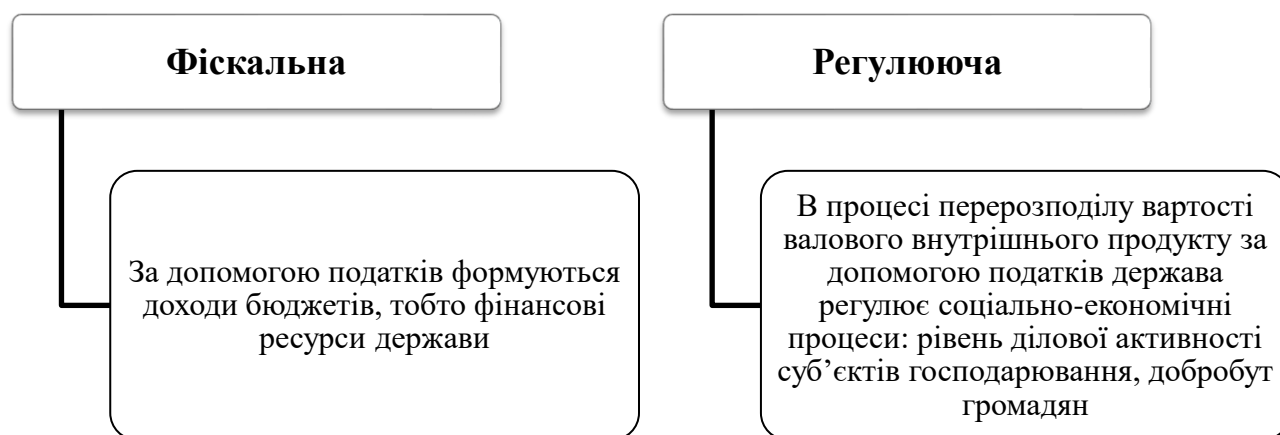 Фіскальна
За допомогою податків формуються
доходи бюджетів, тобто фінансові
ресурси держави
Регулююча
В процесі перерозподілу вартості
валового внутрішнього продукту за
допомогою податків держава
регулює соціально-економічні
процеси: рівень ділової активності
суб’єктів господарювання, добробут
громадян